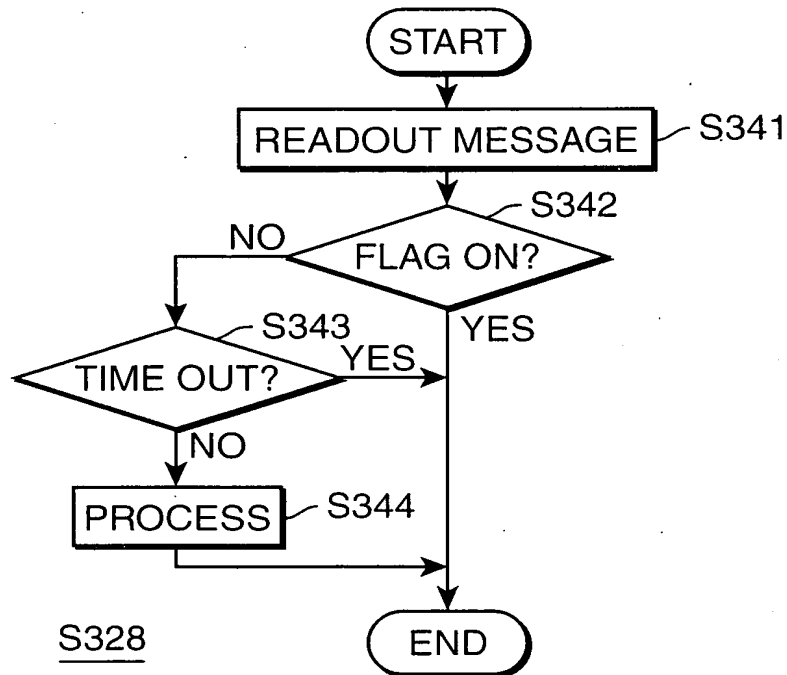 START
READOUT MESSAGE
S341
S342
FLAG ON?
NO
YES
S343
TIME OUT?
YES
NO
PROCESS
S344
END
S328